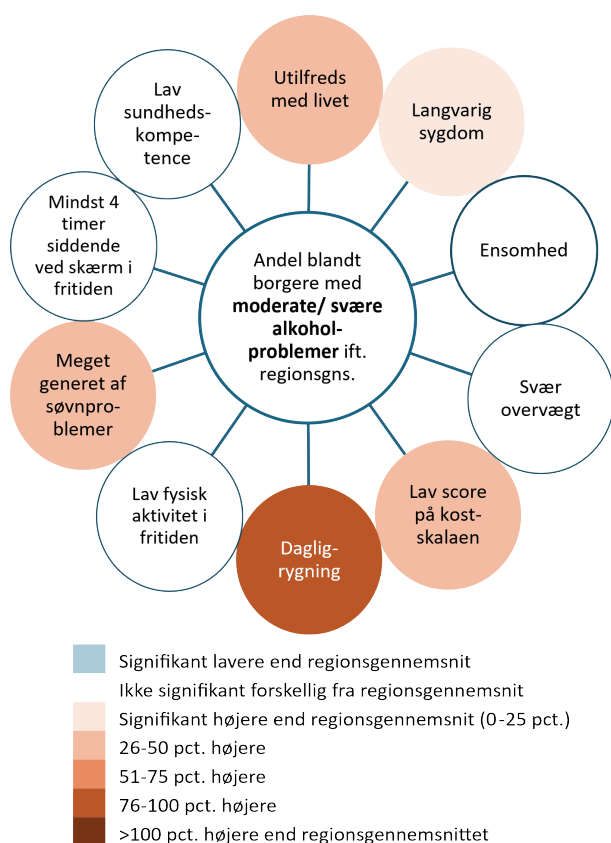 Utilfreds
med livet
Langvarig
sygdom
Ensomhed
Svær
overvægt
Lav score
på kost-
skalaen
Daglig-
rygning
Lav fysisk
aktivitet i
fritiden
Meget
generet af
søvnpro-
blemer
Mindst 4
timer
siddende
ved skærm i
fritiden
Lav
sundheds-
kompe-
tence
Andel blandt
borgere med
moderate/ svære
alkohol-
problemer ift.
regionsgns.
Signifikant lavere end regionsgennemsnit
Ikke signifikant forskellig fra regionsgennemsnit
Signifikant højere end regionsgennemsnit (0-25 pct.)
26-50 pct. højere
51-75 pct. højere
76-100 pct. højere
>100 pct. højere end regionsgennemsnittet